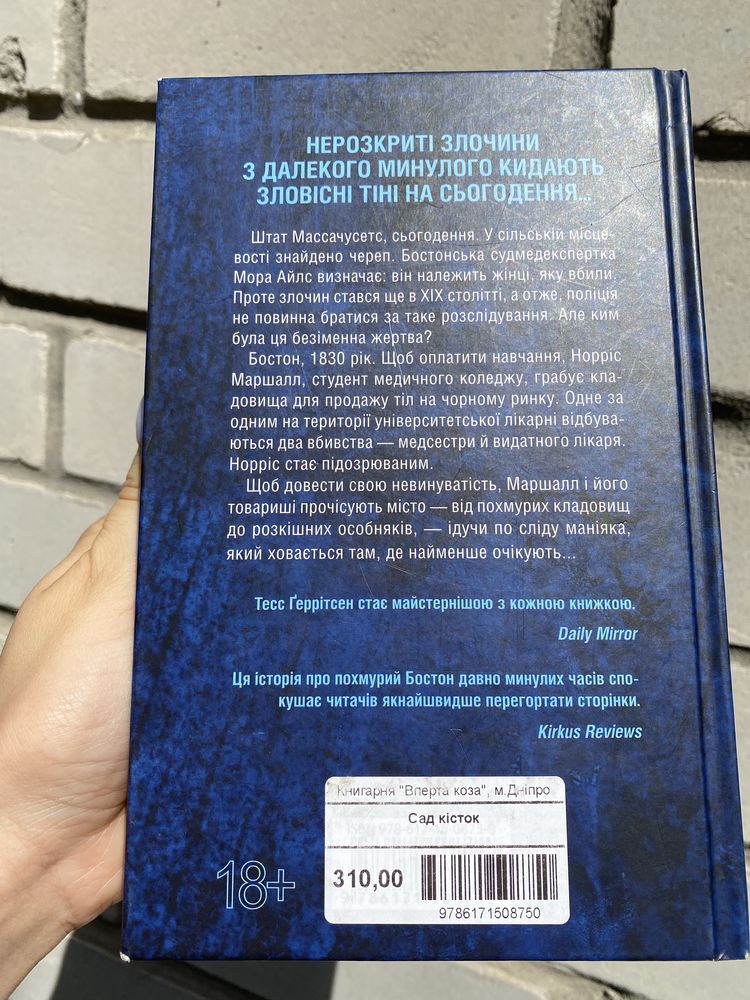 НЕРОЗКРИТІ ЗЛОЧИНИ
З ДАЛЕКОГО МИНУЛОГО КИДАЮТЬ
ЗЛОВІСНІ ТІНІ НА СЬОГОДЕННЯ...
Штат Массачусетс, сьогодення. У сільській місце-
вості знайдено череп. Бостонська судмедекспертка
Мора Айлс визначає: він належить жінці, яку вбили.
Проте злочин стався ще в XIX столітті, а отже, поліція
не повинна братися за таке розслідування. Але ким
була ця безіменна жертва?
Бостон, 1830 рік. Щоб оплатити навчання, Норріс
Маршалл, студент медичного коледжу, грабує кла-
довища для продажу тіл на чорному ринку. Одне за
одним на території університетської лікарні відбува-
ються два вбивства — медсестри й видатного лікаря.
Норріс стає підозрюваним.
Щоб довести свою невинуватість, Маршалл і його
товариші прочісують місто — від похмурих кладовищ
до розкішних особняків, — ідучи по сліду маніяка,
який ховається там, де найменше очікують...
Тесс Ґеррітсен стає майстернішою з кожною книжкою.
Daily Mirror
Ця історія про похмурий Бостон давно минулих часів спо-
кушає читачів якнайшвидше перегортати сторінки.
Kirkus Reviews
Книгарня "Вперта коза", м.Дніпро
Сад кісток
310,00
9786171508750
18+